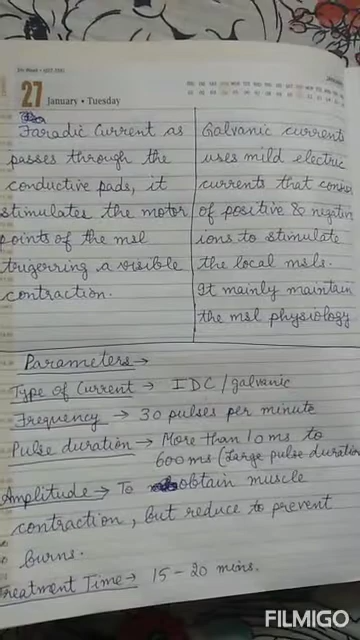 27 January • Tuesday
Faradic Current as
passes through the
conductive pads, it
stimulates the motor
points of the msl
trigerring a visible
contraction.
Galvanic currents
uses mild electric
currents that
of positive & negative
ions to stimulate
the local msls.
It mainly maintain
the msl physiology
Parameters →
Type of Current → IDC / galvanic
Frequency → 30 pulses per minute
Pulse duration → More than 10 ms to
600 ms (Large pulse duration
Amplitude → To obtain muscle
contraction, but reduce to prevent
burns.
Treatment Time → 15 - 20 mins.
FILMIGO